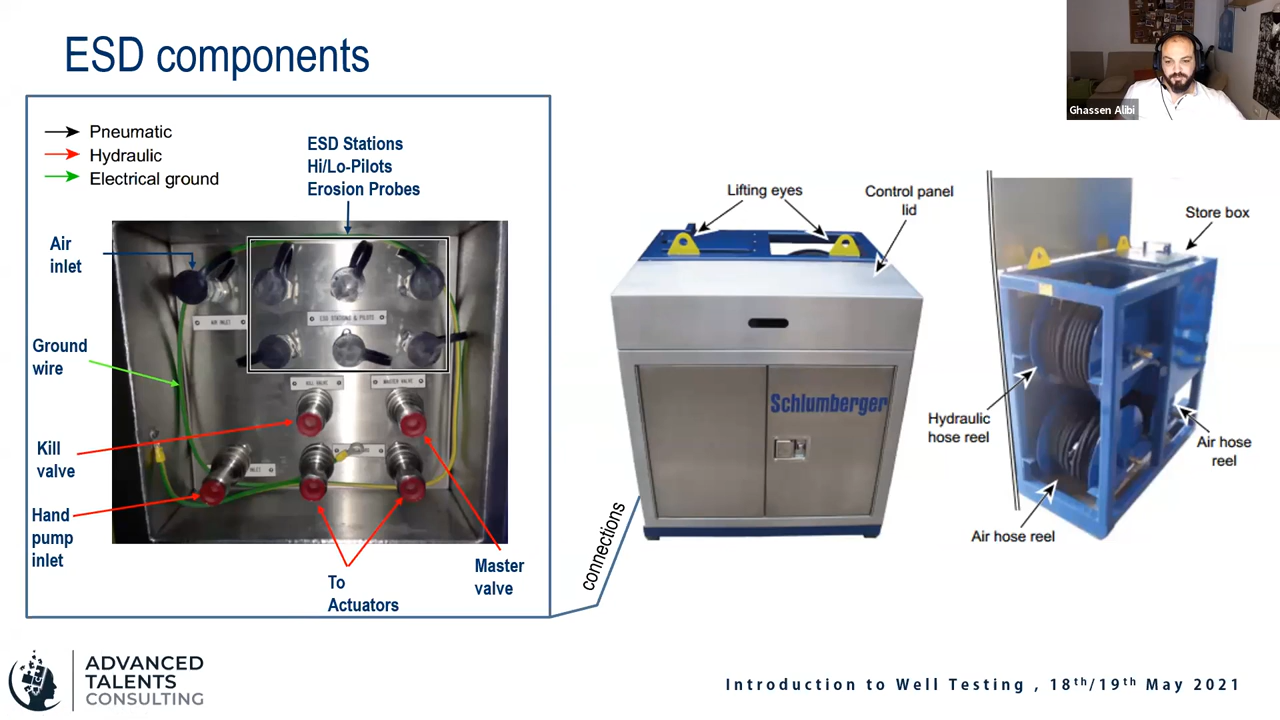 ESD components
Ghassen Alibi
Pneumatic
Hydraulic
Electrical ground
ESD Stations
Hi/Lo-Pilots
Erosion Probes
Air
inlet
AIR INLET
ESD STATIONS & PILOTS
Ground
wire
KILL VALVE
MASTER VALVE
Kill
valve
INLET
Hand
pump
inlet
To
Actuators
Master
valve
connections
Lifting eyes
Control panel
lid
Schlumberger
Store box
Hydraulic
hose reel
Air hose
reel
Air hose reel
ADVANCED
TALENTS
CONSULTING
Introduction to Well Testing , 18th/19th May 2021